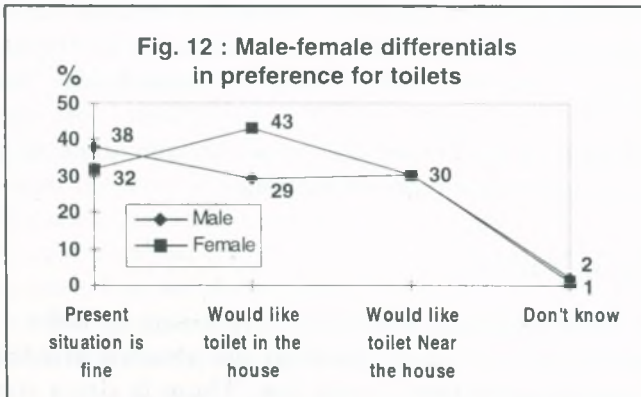 Fig. 12 : Male-female differentials
in preference for toilets
%
50
40
30
20
10
0
38
32
43
29
30
2
1
Male
Female
Present
situation is
fine
Would like
toilet in the
house
Would like
toilet Near
the house
Don't know